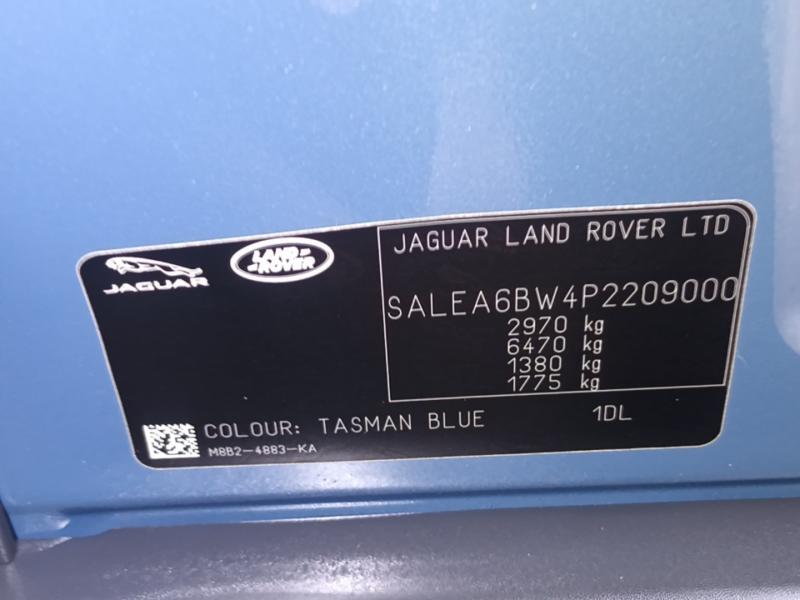 JAGUAR
LAND
ROVER
JAGUAR LAND ROVER LTD
SALEA6BW4P2209000
2970 kg
6470 kg
1380 kg
1775 kg
COLOUR: TASMAN BLUE 1DL
M8B2-4883-KA